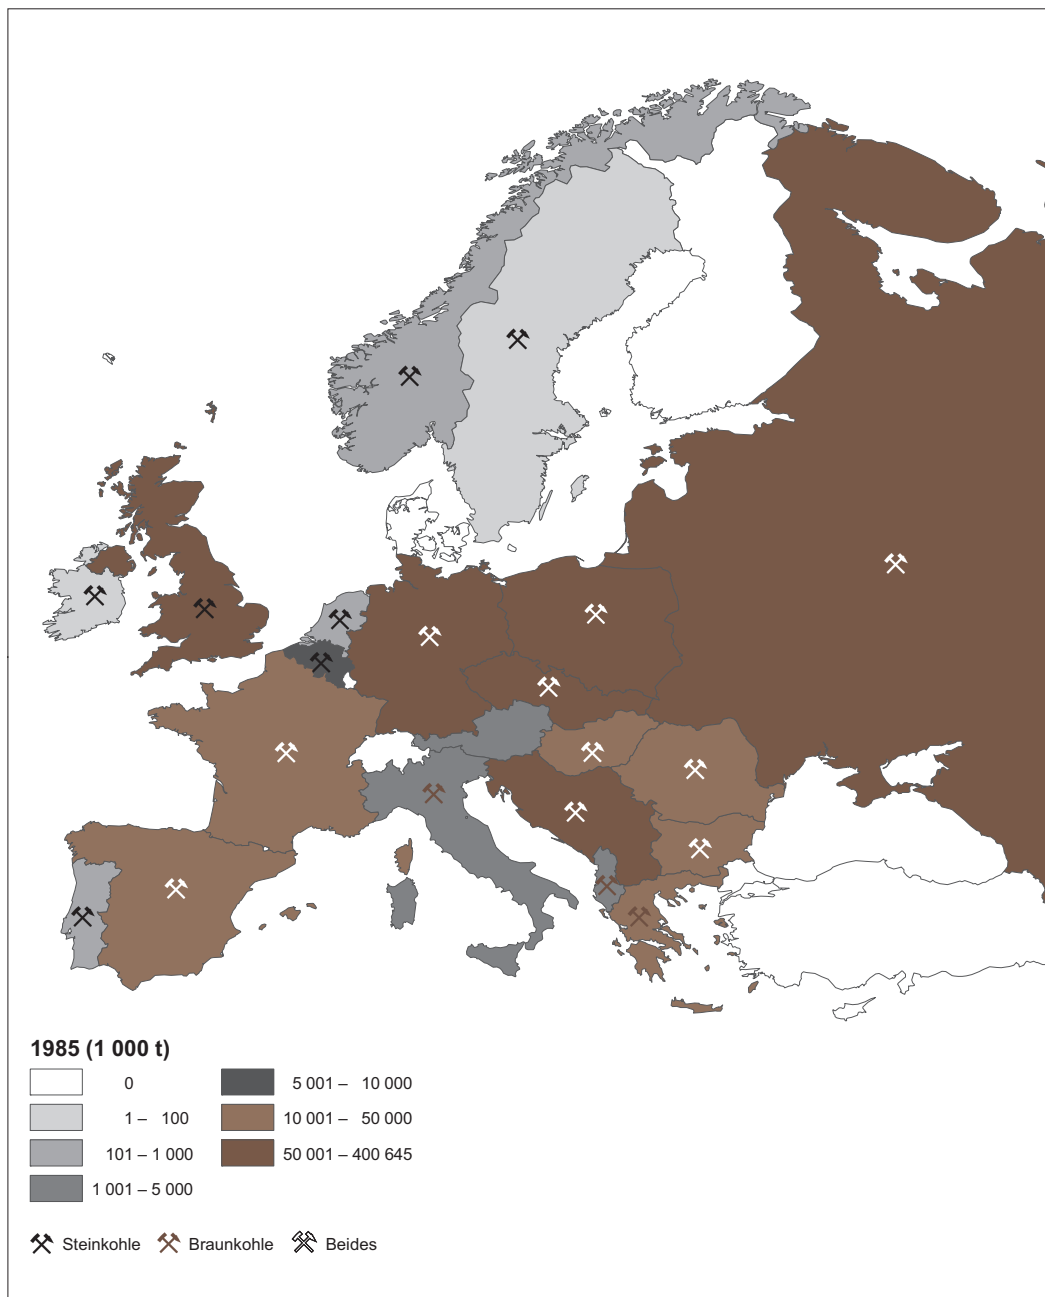 1985 (1 000 t)
0
1 – 100
101 – 1 000
1 001 – 5 000
5 001 – 10 000
10 001 – 50 000
50 001 – 400 645
Steinkohle Braunkohle Beides